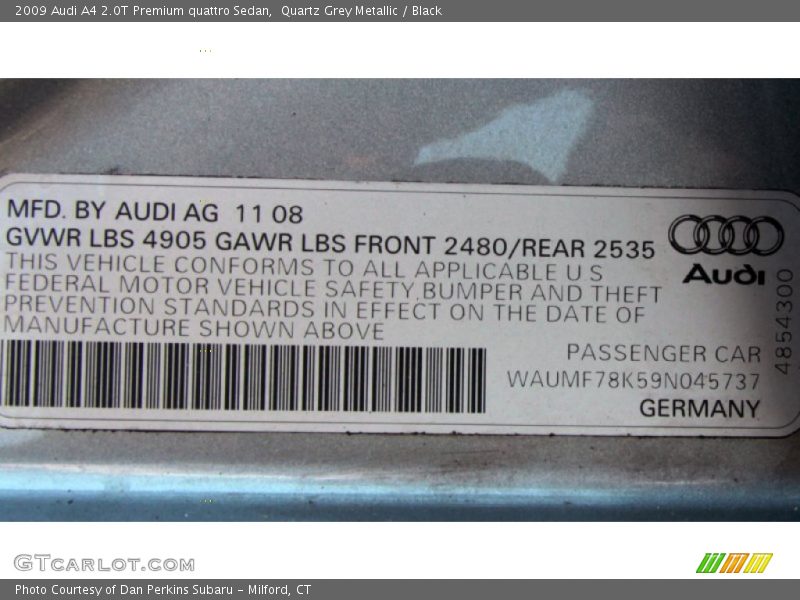 2009 Audi A4 2.0T Premium quattro Sedan,  Quartz Grey Metallic / Black
MFD. BY AUDI AG 11 08
GVWR LBS 4905 GAWR LBS FRONT 2480/REAR 2535
THIS VEHICLE CONFORMS TO ALL APPLICABLE U S
FEDERAL MOTOR VEHICLE SAFETY,BUMPER AND THEFT
PREVENTION STANDARDS IN EFFECT ON THE DATE OF
MANUFACTURE SHOWN ABOVE
Audi
4854300
PASSENGER CAR
WAUMF78K59N045737
GERMANY
GTCARLOT.COM
Photo Courtesy of Dan Perkins Subaru - Milford, CT